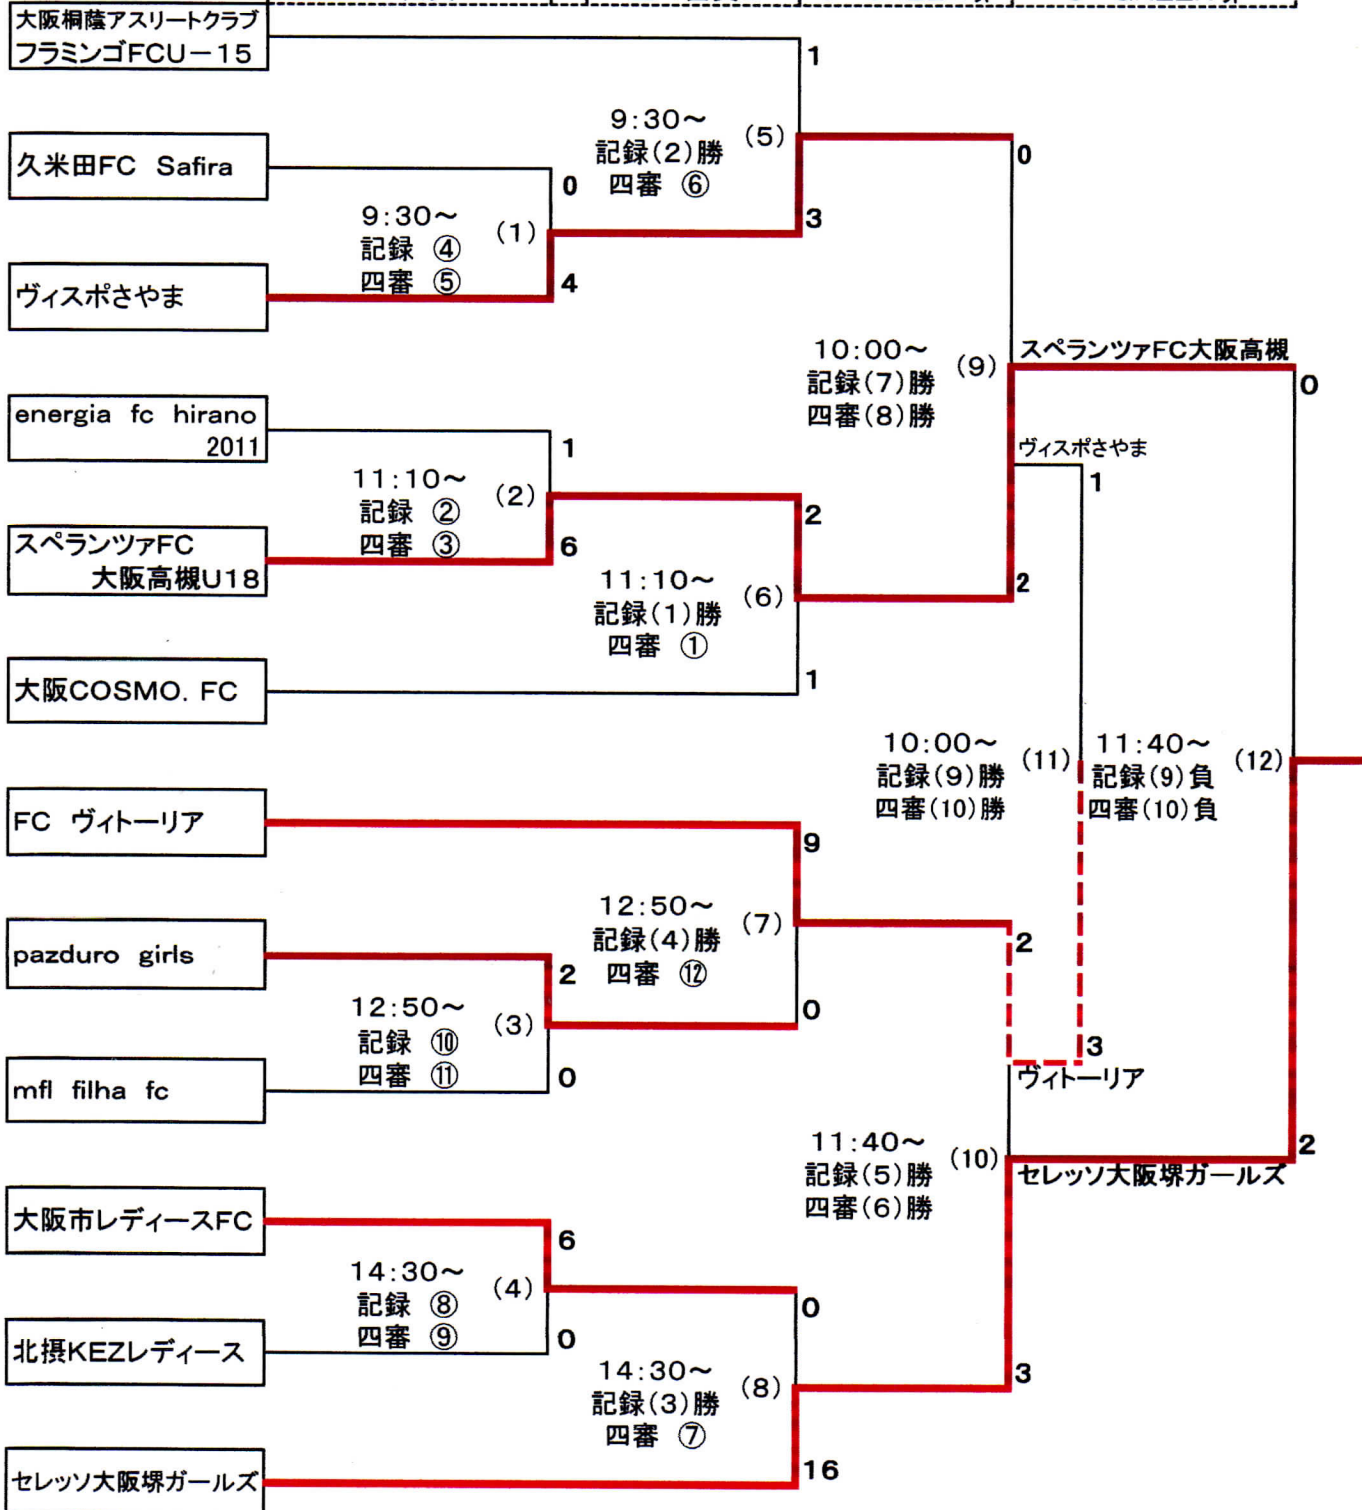 大阪桐蔭アスリートクラブ
フラミンゴFCU－15
1
9:30～
記録(2)勝
四審 ⑥
(5)
0
久米田FC Safira
0
9:30～
記録 ④
四審 ⑤
(1)
3
ヴィスポさやま
4
10:00～
記録(7)勝
四審(8)勝
(9)
スペランツァFC大阪高槻
0
energia fc hirano
2011
1
ヴィスポさやま
1
11:10～
記録 ②
四審 ③
(2)
2
スペランツァFC
大阪高槻U18
6
11:10～
記録(1)勝
四審 ①
(6)
2
大阪COSMO. FC
1
10:00～
記録(9)勝
四審(10)勝
(11)
11:40～
記録(9)負
四審(10)負
(12)
FC ヴィトーリア
9
12:50～
記録(4)勝
四審 ⑫
(7)
2
pazduro girls
2
12:50～
記録 ⑩
四審 ⑪
(3)
0
3
ヴィトーリア
mfl filha fc
0
11:40～
記録(5)勝
四審(6)勝
(10)
2
セレッソ大阪堺ガールズ
大阪市レディースFC
6
14:30～
記録 ⑧
四審 ⑨
(4)
0
北摂KEZレディース
0
14:30～
記録(3)勝
四審 ⑦
(8)
3
セレッソ大阪堺ガールズ
16